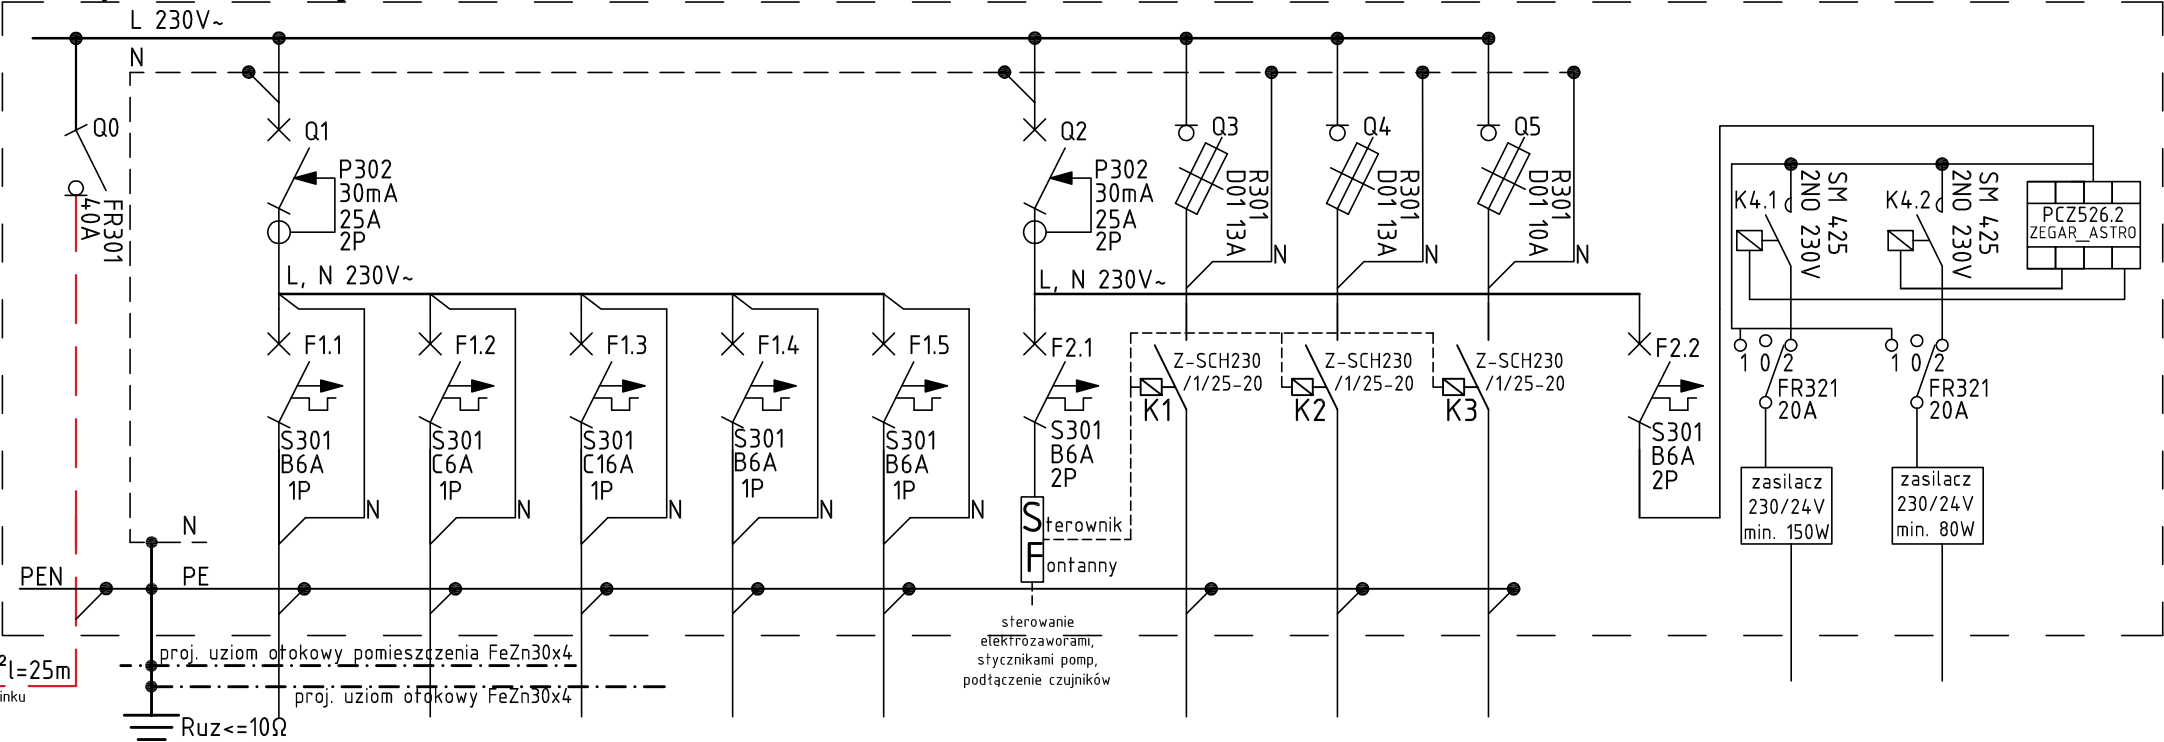 L 230V~
N
Q0
FR301
40A
Q1
P302
30mA
25A
2P
L, N 230V~
Q2
P302
30mA
25A
2P
L, N 230V~
Q3
R301
D01 13A
N
Q4
R301
D01 13A
N
Q5
R301
D01 10A
N
K4.1
SM 425
2NO 230V
K4.2
SM 425
2NO 230V
PCZ526.2
ZEGAR_ASTRO
F1.1
S301
B6A
1P
N
F1.2
S301
C6A
1P
N
F1.3
S301
C16A
1P
N
F1.4
S301
B6A
1P
N
F1.5
S301
B6A
1P
N
F2.1
S301
B6A
2P
Z-SCH230
/1/25-20
K1
Z-SCH230
/1/25-20
K2
Z-SCH230
/1/25-20
K3
F2.2
S301
B6A
2P
1 0 2
FR321
20A
1 0 2
FR321
20A
zasilacz
230/24V
min. 150W
zasilacz
230/24V
min. 80W
Sterownik
Fontanny
sterowanie
elektrozaworami,
stycznikami pomp,
podłączenie czujników
N
PEN
PE
proj. uziom otokowy pomieszczenia FeZn30x4
proj. uziom otokowy FeZn30x4
²l=25m
inku
Ruz<=10Ω